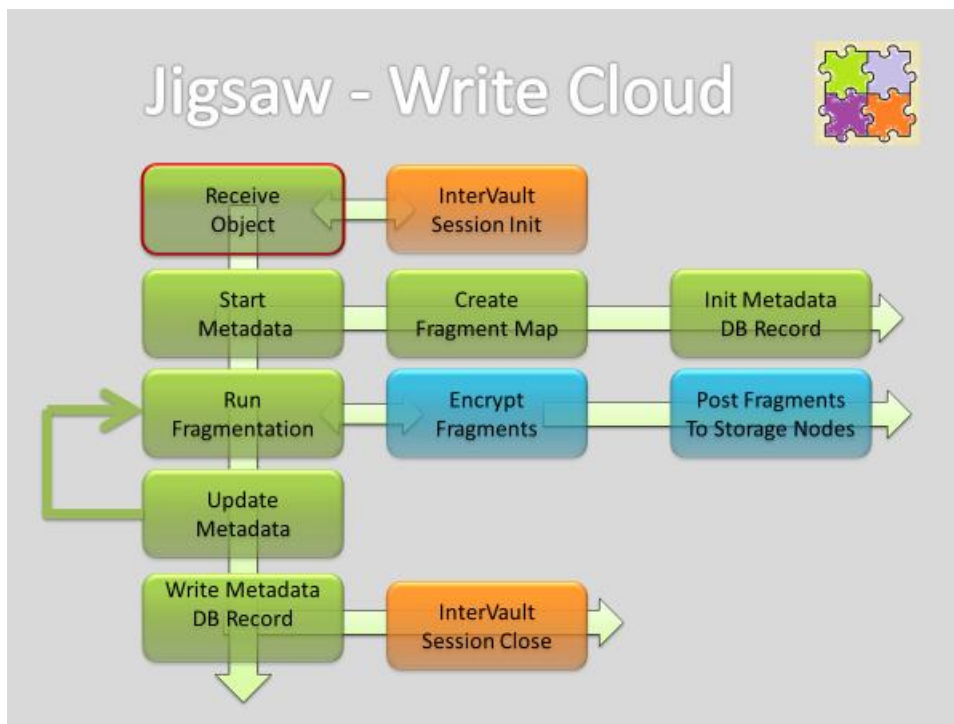 Jigsaw - Write Cloud
Receive
Object
InterVault
Session Init
Start
Metadata
Create
Fragment Map
Init Metadata
DB Record
Run
Fragmentation
Encrypt
Fragments
Post Fragments
To Storage Nodes
Update
Metadata
Write Metadata
DB Record
InterVault
Session Close